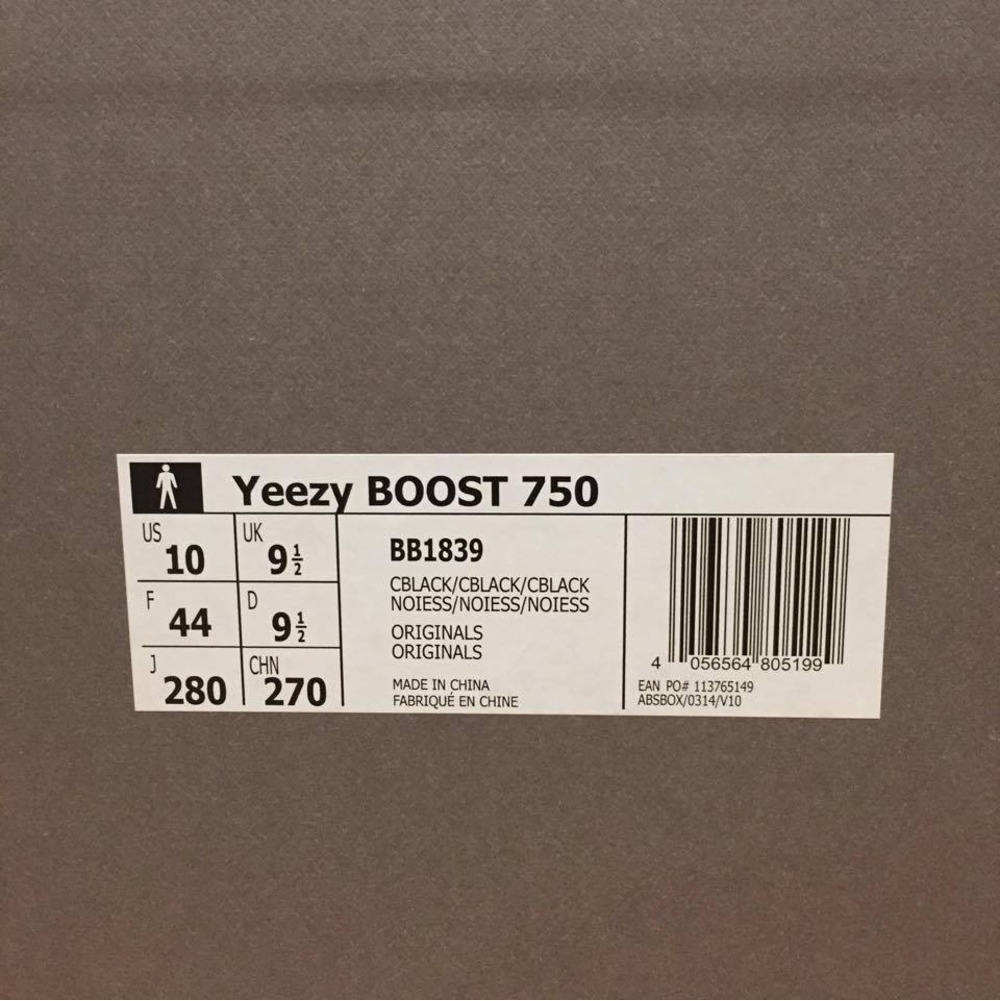 Yeezy BOOST 750
US 10 UK 9½
F 44 D 9½
J 280 CHN 270
BB1839
CBLACK/CBLACK/CBLACK
NOIESS/NOIESS/NOIESS
ORIGINALS
ORIGINALS
MADE IN CHINA
FABRIQUÉ EN CHINE
4 056564 805199
EAN PO# 113765149
ABSBOX/0314/V10